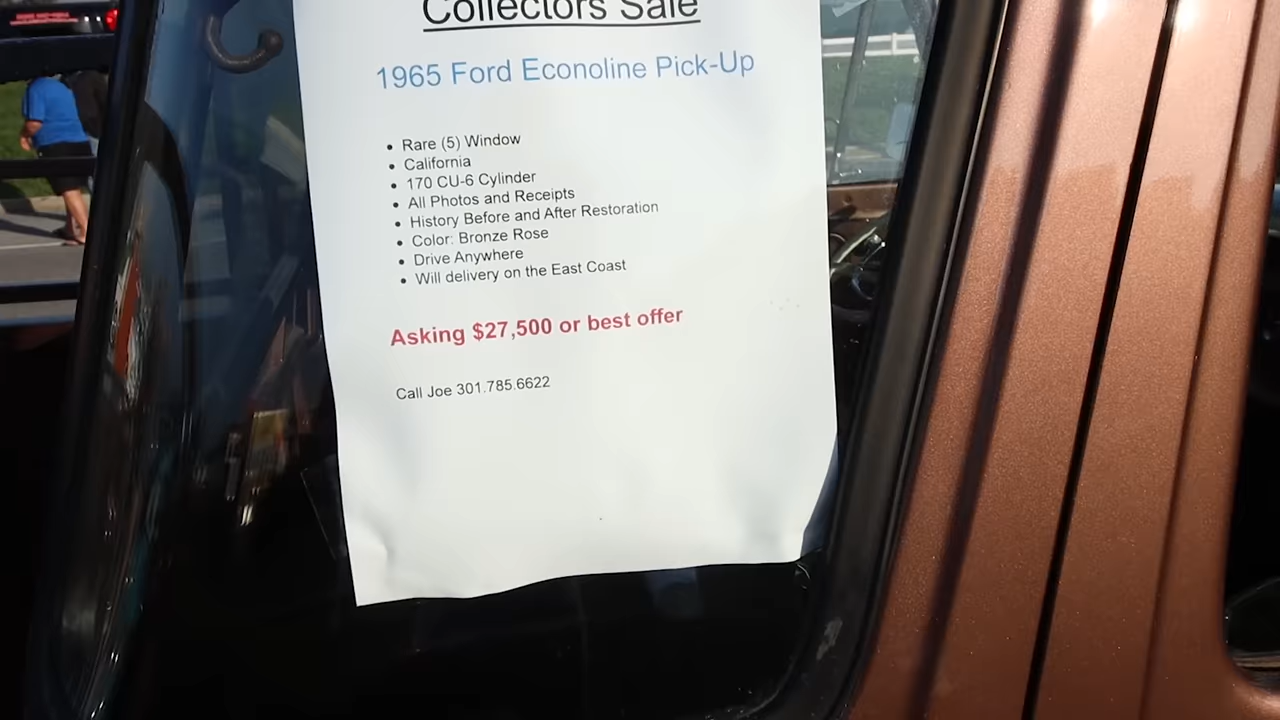 Collectors Sale
1965 Ford Econoline Pick-Up
• Rare (5) Window
• California
• 170 CU-6 Cylinder
• All Photos and Receipts
• History Before and After Restoration
• Color: Bronze Rose
• Drive Anywhere
• Will delivery on the East Coast
Asking $27,500 or best offer
Call Joe 301.785.6622